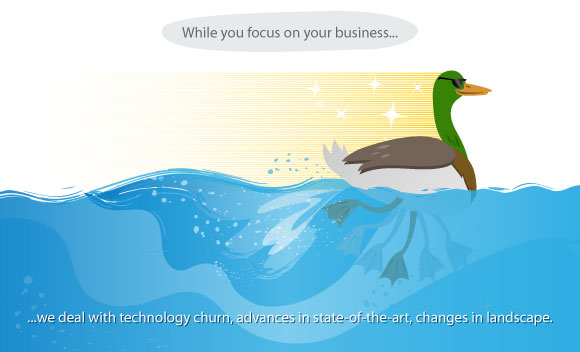 While you focus on your business...
...we deal with technology churn, advances in state-of-the-art, changes in landscape.